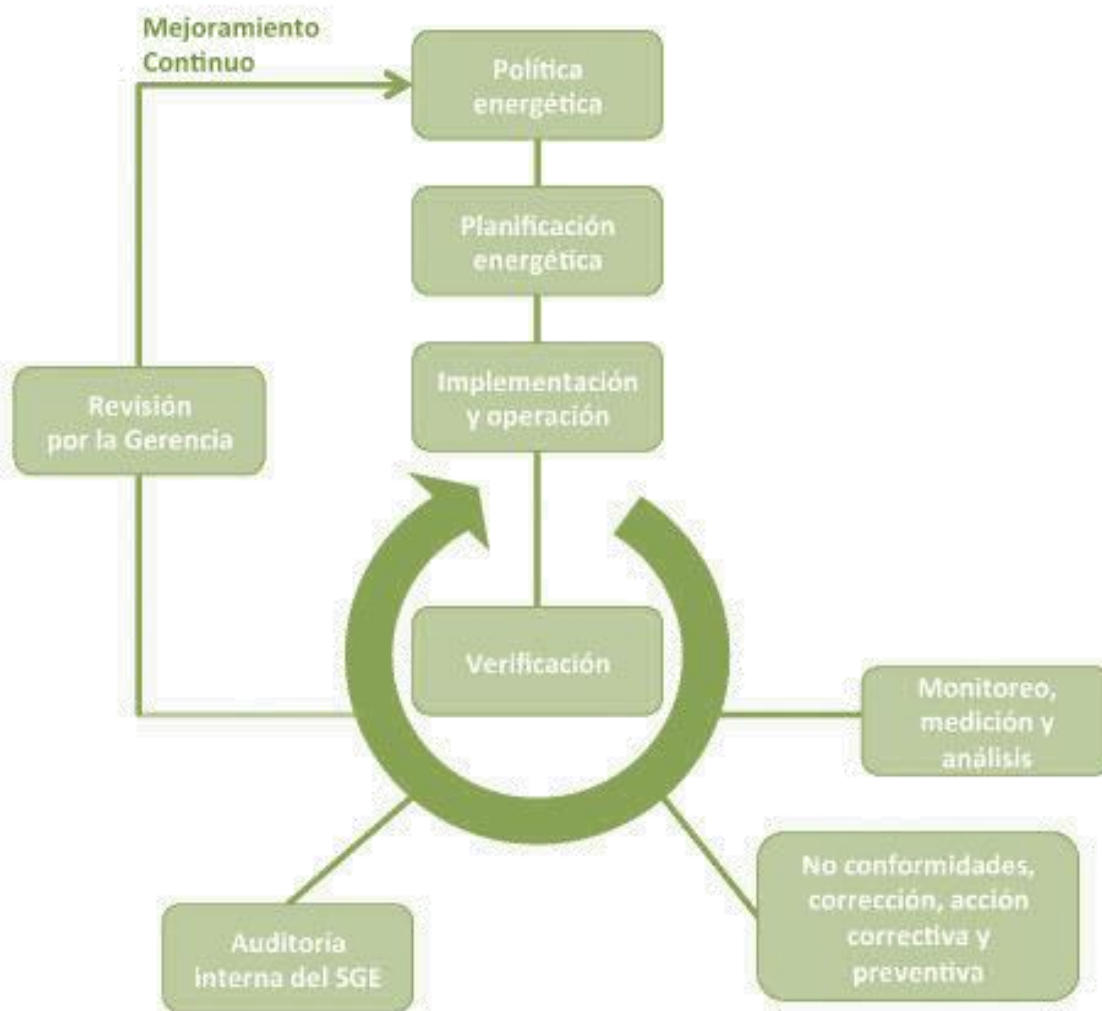 Mejoramiento
Continuo
Política
energética
Planificación
energética
Implementación
y operación
Revisión
por la Gerencia
Verificación
Monitoreo,
medición y
análisis
No conformidades,
corrección, acción
correctiva y
preventiva
Auditoría
interna del SGE